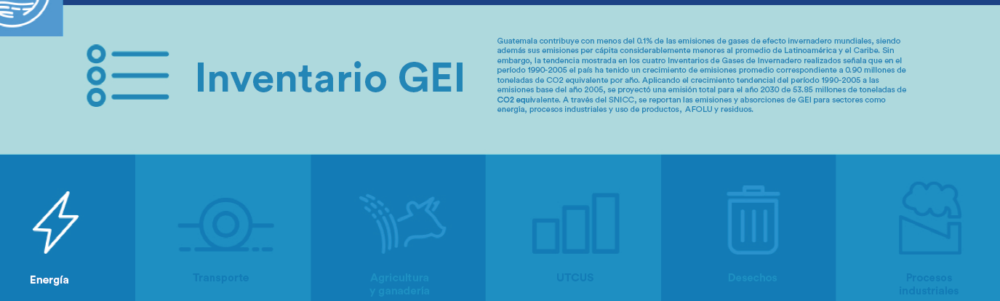 Inventario GEI
Guatemala contribuye con menos del 0.1% de las emisiones de gases de efecto invernadero mundiales, siendo
además sus emisiones per cápita considerablemente menores al promedio de Latinoamérica y el Caribe. Sin
embargo, la tendencia mostrada en los cuatro Inventarios de Gases de Invernadero realizados señala que en el
período 1990-2005 el país ha tenido un crecimiento de emisiones promedio correspondiente a 0.90 millones de
toneladas de CO2 equivalente por año. Aplicando el crecimiento tendencial del período 1990-2005 a las
emisiones base del año 2005, se proyectó una emisión total para el año 2030 de 53.85 millones de toneladas de
CO2 equivalente. A través del SNICC, se reportan las emisiones y absorciones de GEI para sectores como
energía, procesos industriales y uso de productos, AFOLU y residuos.
Energía
Transporte
Agricultura
y ganadería
UTCUS
Desechos
Procesos
industriales